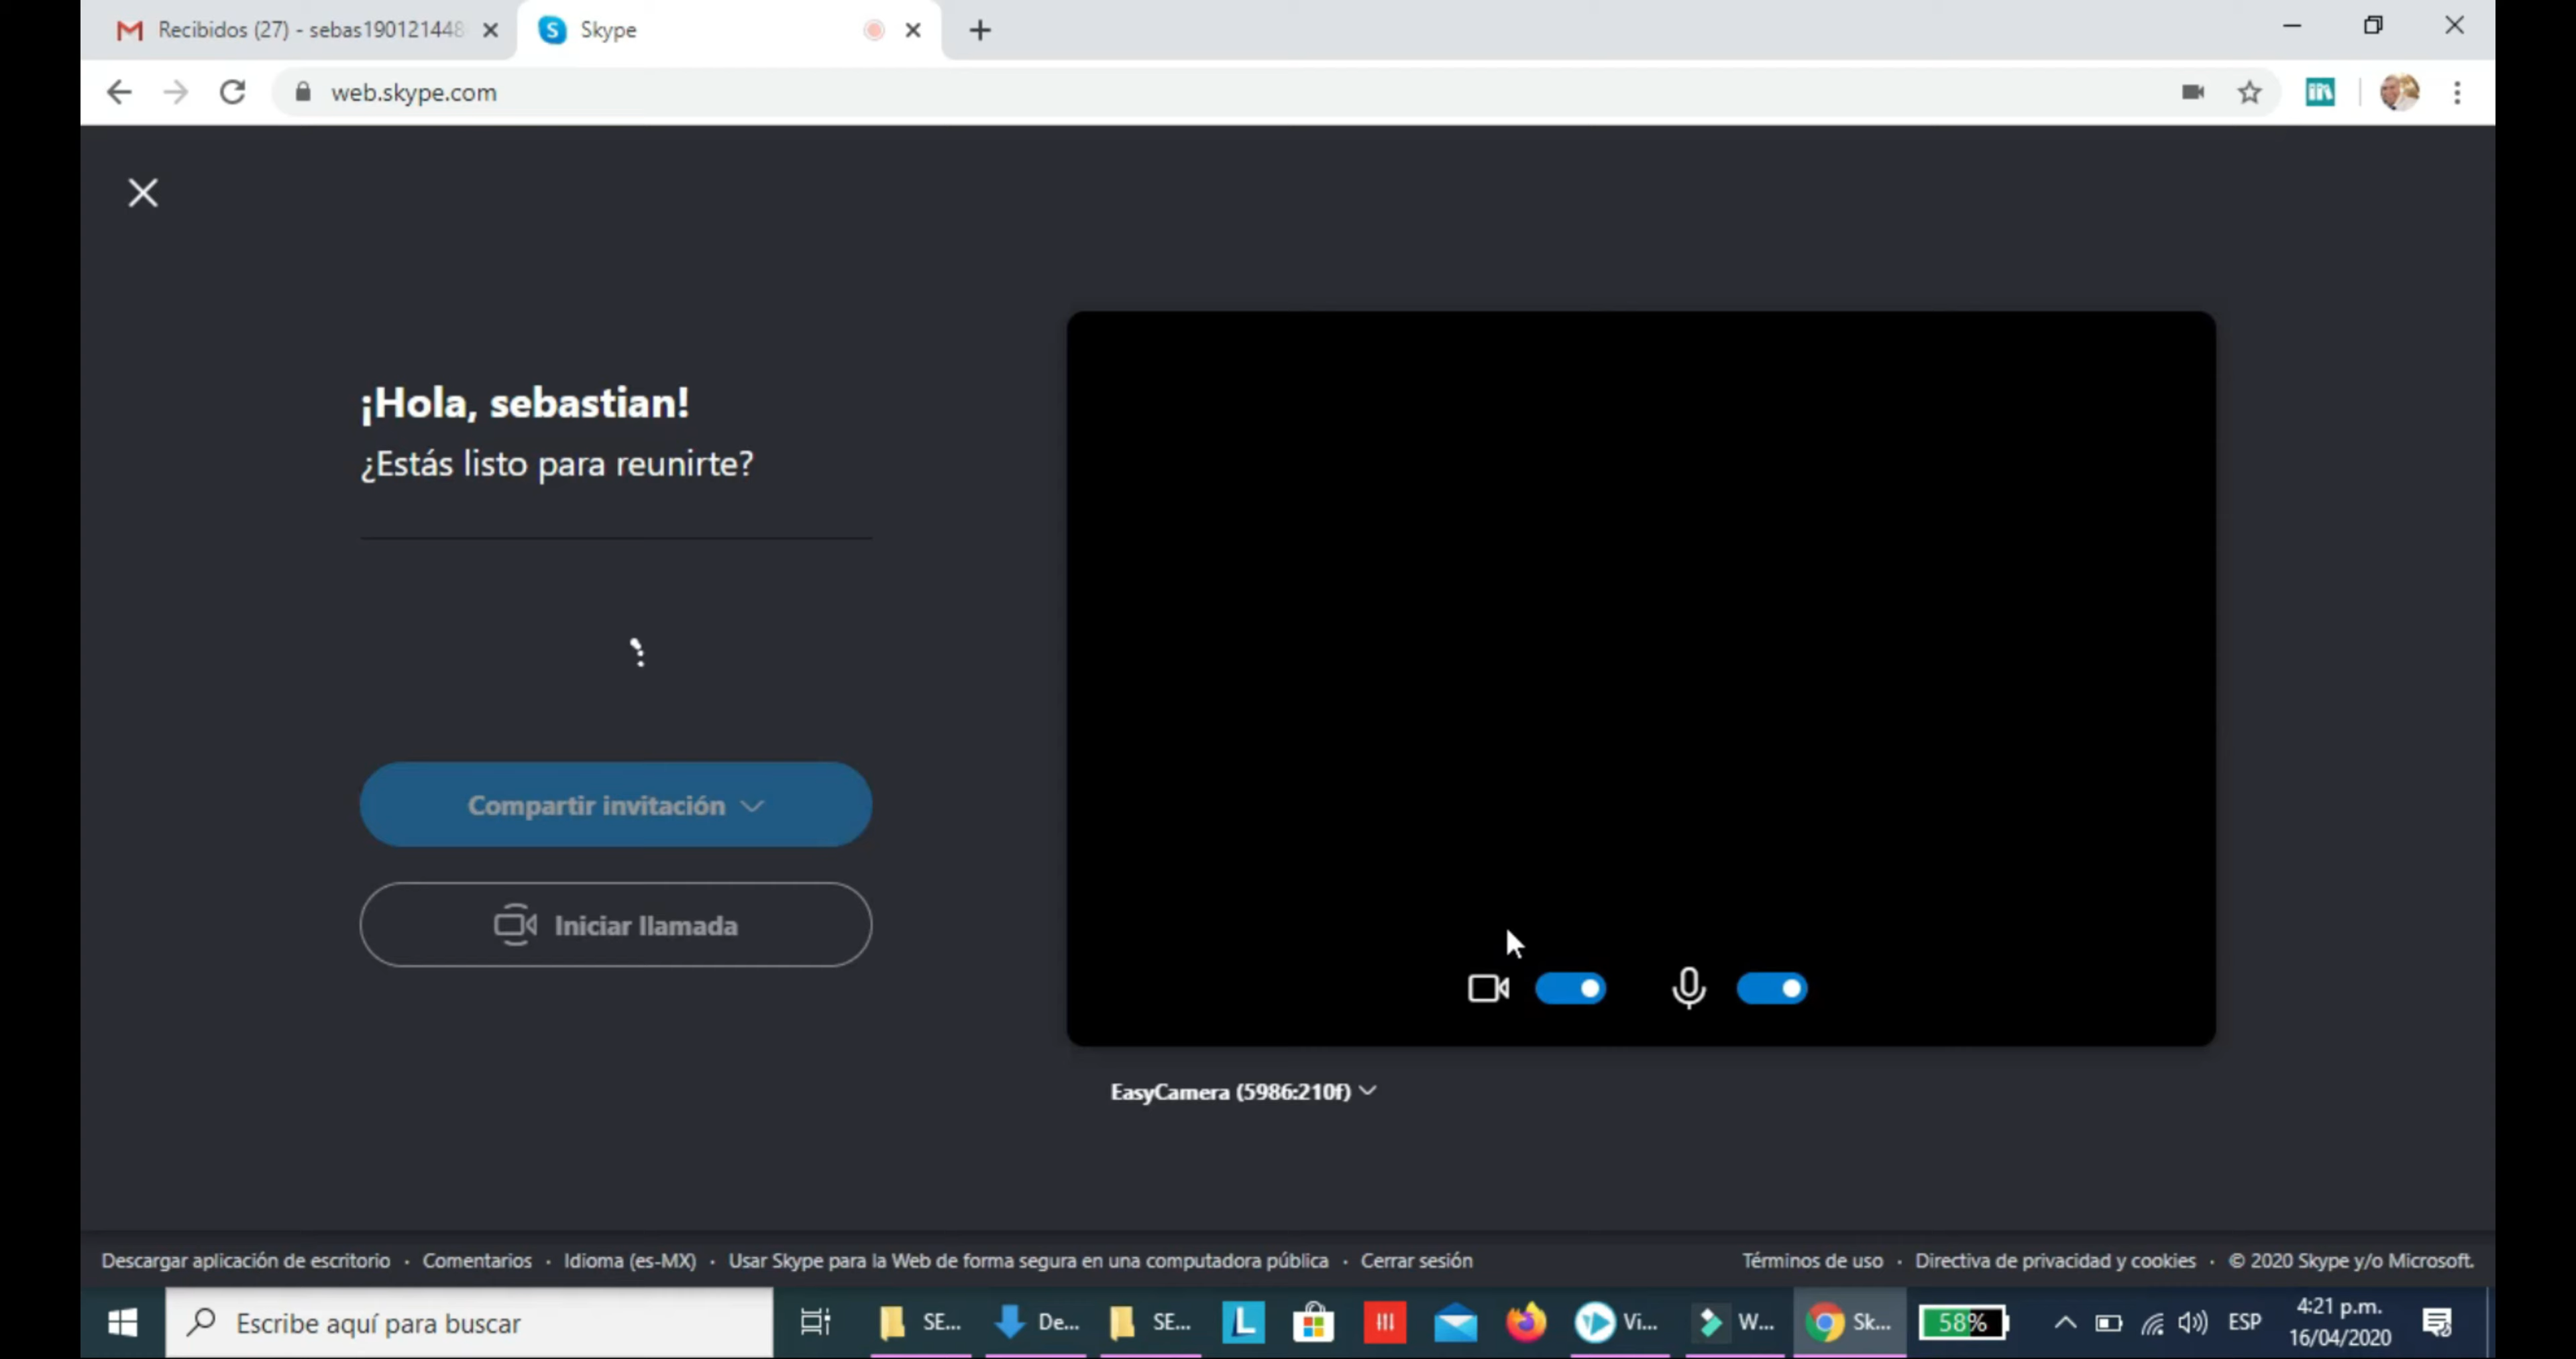 Recibidos (27) - sebas190121448
Skype
web.skype.com
¡Hola, sebastian!
¿Estás listo para reunirte?
Compartir invitación
Iniciar llamada
EasyCamera (5986:210f)
Descargar aplicación de escritorio · Comentarios · Idioma (es-MX) · Usar Skype para la Web de forma segura en una computadora pública · Cerrar sesión
Términos de uso · Directiva de privacidad y cookies · © 2020 Skype y/o Microsoft.
Escribe aquí para buscar
SE...
De...
SE...
L
Vi...
W...
Sk...
58%
ESP
4:21 p.m.
16/04/2020